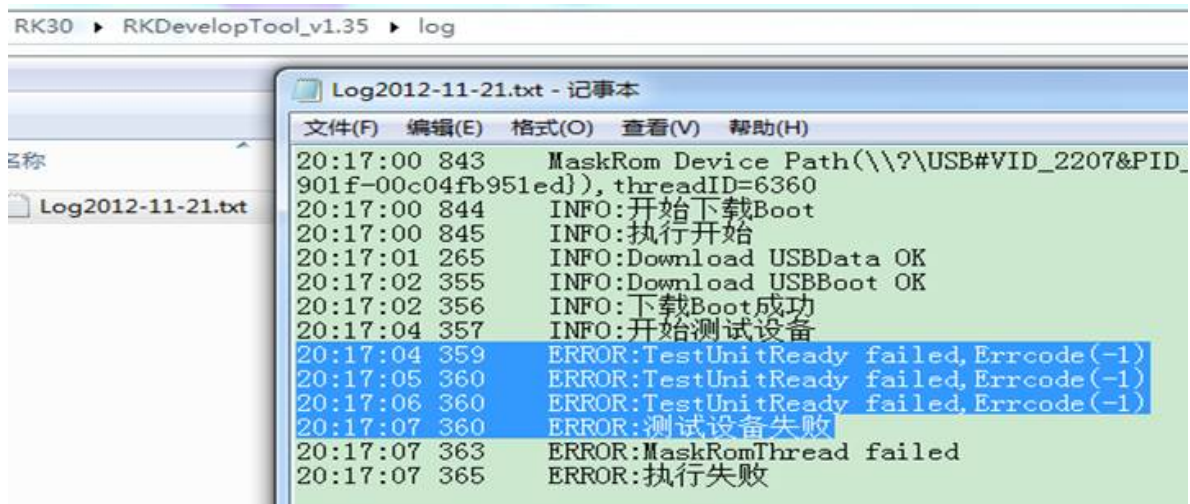 RK30 ▸ RKDevelopTool_v1.35 ▸ log
Log2012-11-21.txt - 记事本
文件(F) 编辑(E) 格式(O) 查看(V) 帮助(H)
名称
Log2012-11-21.txt
20:17:00 843 MaskRom Device Path(\\?\USB#VID_2207&PID_
901f-00c04fb951ed}),threadID=6360
20:17:00 844 INFO:开始下载Boot
20:17:00 845 INFO:执行开始
20:17:01 265 INFO:Download USBData OK
20:17:02 355 INFO:Download USBBoot OK
20:17:02 356 INFO:下载Boot成功
20:17:04 357 INFO:开始测试设备
20:17:04 359 ERROR:TestUnitReady failed,Errcode(-1)
20:17:05 360 ERROR:TestUnitReady failed,Errcode(-1)
20:17:06 360 ERROR:TestUnitReady failed,Errcode(-1)
20:17:07 360 ERROR:测试设备失败
20:17:07 363 ERROR:MaskRomThread failed
20:17:07 365 ERROR:执行失败